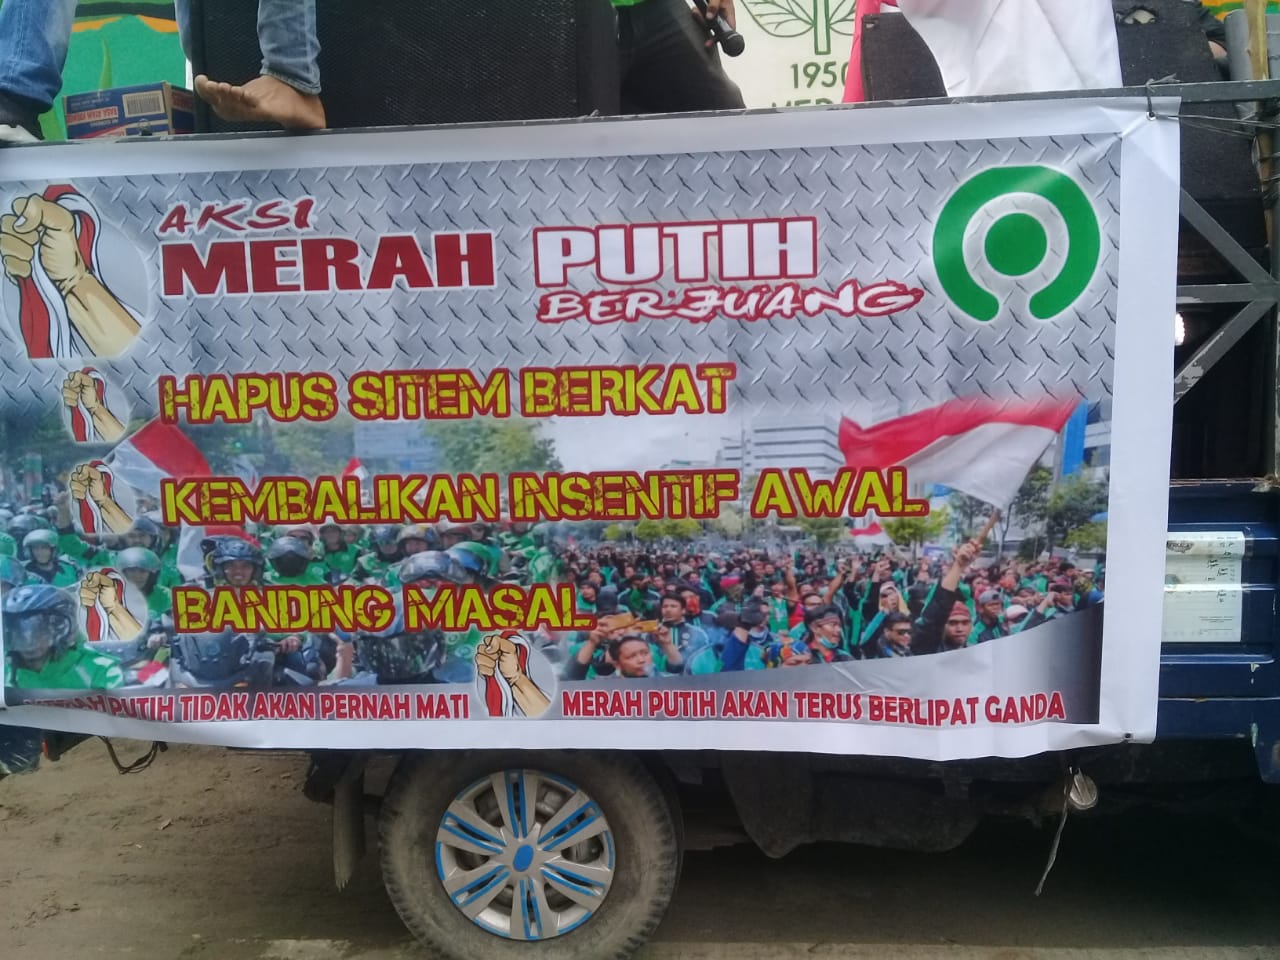 1950
AKSI
MERAH PUTIH
BERJUANG
HAPUS SITEM BERKAT
KEMBALIKAN INSENTIF AWAL
BANDING MASAL
PUTIH TIDAK AKAN PERNAH MATI
MERAH PUTIH AKAN TERUS BERLIPAT GANDA